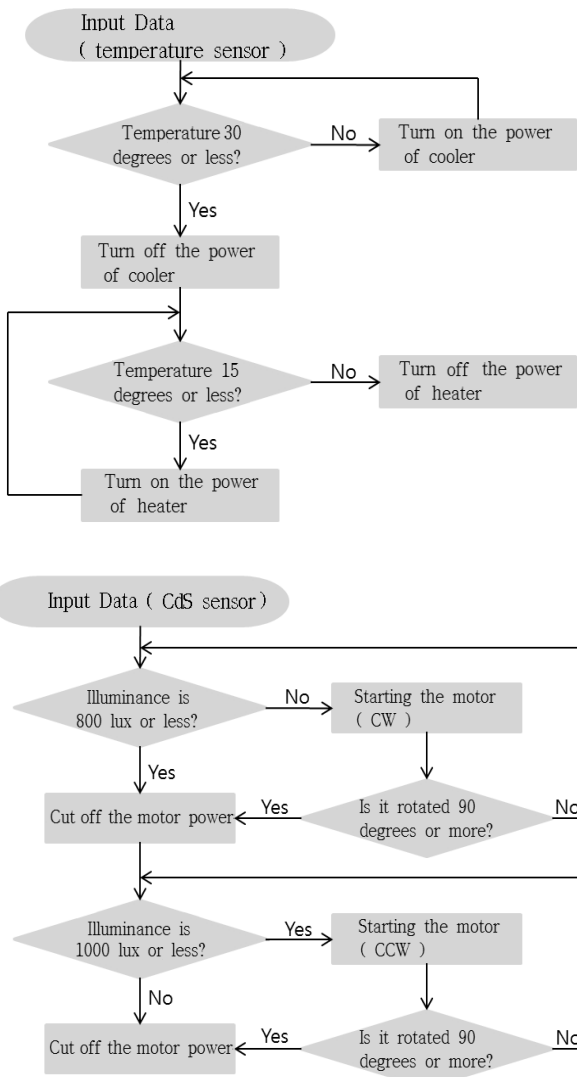 Input Data
( temperature sensor )
Temperature 30
degrees or less?
No
Turn on the power
of cooler
Yes
Turn off the power
of cooler
Temperature 15
degrees or less?
No
Turn off the power
of heater
Yes
Turn on the power
of heater
Input Data ( CdS sensor)
Illuminance is
800 lux or less?
No
Starting the motor
( CW )
Yes
Cut off the motor power
Yes
Is it rotated 90
degrees or more?
No
Illuminance is
1000 lux or less?
Yes
Starting the motor
( CCW )
No
Cut off the motor power
Yes
Is it rotated 90
degrees or more?
No